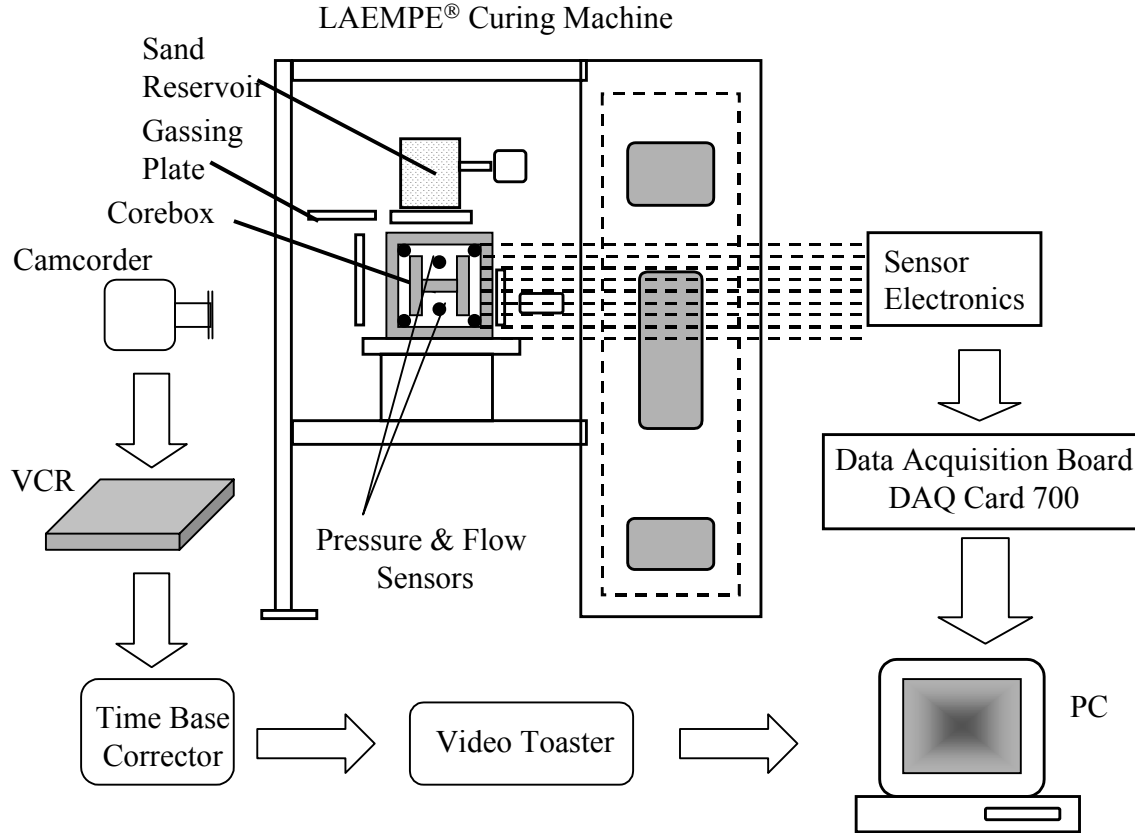 LAEMPE® Curing Machine
Sand
Reservoir
Gassing
Plate
Corebox
Camcorder
Sensor
Electronics
VCR
Data Acquisition Board
DAQ Card 700
Pressure & Flow
Sensors
Time Base
Corrector
Video Toaster
PC